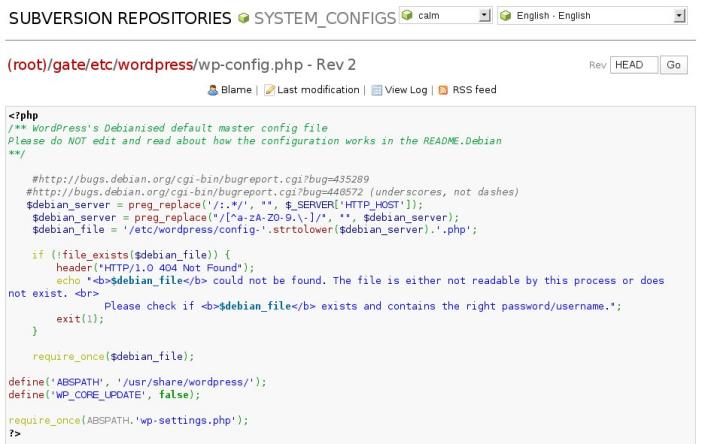 SUBVERSION REPOSITORIES SYSTEM_CONFIGS calm English - English
(root)/gate/etc/wordpress/wp-config.php - Rev 2 Rev HEAD Go
Blame | Last modification | View Log | RSS feed
<?php
/** WordPress's Debianised default master config file
Please do NOT edit and read about how the configuration works in the README.Debian
**/
#http://bugs.debian.org/cgi-bin/bugreport.cgi?bug=435289
#http://bugs.debian.org/cgi-bin/bugreport.cgi?bug=440572 (underscores, not dashes)
$debian_server = preg_replace('/:.*/', "", $_SERVER['HTTP_HOST']);
$debian_server = preg_replace("/[^a-zA-Z0-9.\-]/", "", $debian_server);
$debian_file = '/etc/wordpress/config-'.strtolower($debian_server).'.php';
if (!file_exists($debian_file)) {
header("HTTP/1.0 404 Not Found");
echo "<b>$debian_file</b> could not be found. The file is either not readable by this process or does
not exist. <br>
Please check if <b>$debian_file</b> exists and contains the right password/username.";
exit(1);
}
require_once($debian_file);
define('ABSPATH', '/usr/share/wordpress/');
define('WP_CORE_UPDATE', false);
require_once(ABSPATH.'wp-settings.php');
?>